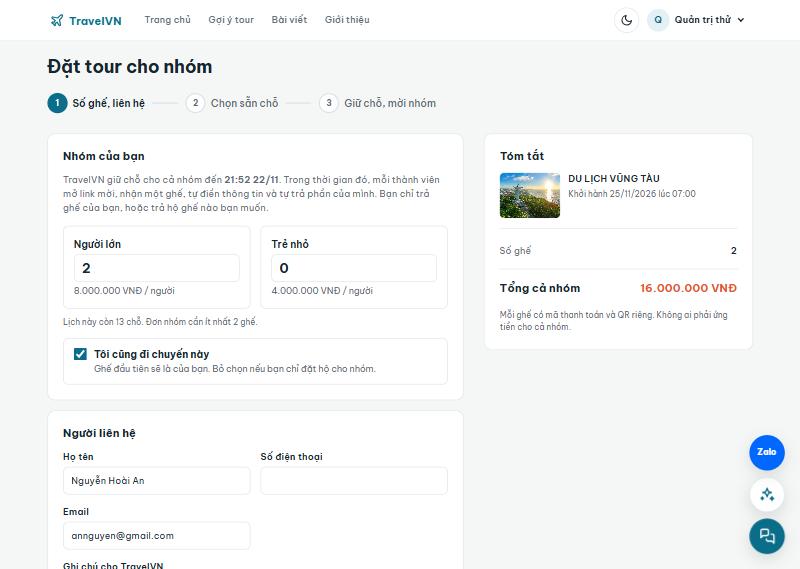 TravelVN
Trang chủ
Gợi ý tour
Bài viết
Giới thiệu
Q
Quản trị thử
Đặt tour cho nhóm
1 Số ghế, liên hệ
2 Chọn sẵn chỗ
3 Giữ chỗ, mời nhóm
Nhóm của bạn
TravelVN giữ chỗ cho cả nhóm đến 21:52 22/11. Trong thời gian đó, mỗi thành viên
mở link mời, nhận một ghế, tự điền thông tin và tự trả phần của mình. Bạn chỉ trả
ghế của bạn, hoặc trả hộ ghế nào bạn muốn.
Người lớn
2
8.000.000 VNĐ / người
Trẻ nhỏ
0
4.000.000 VNĐ / người
Lịch này còn 13 chỗ. Đơn nhóm cần ít nhất 2 ghế.
Tôi cũng đi chuyến này
Ghế đầu tiên sẽ là của bạn. Bỏ chọn nếu bạn chỉ đặt hộ cho nhóm.
Người liên hệ
Họ tên
Nguyễn Hoài An
Số điện thoại
Email
annguyen@gmail.com
Ghi chú cho TravelVN
Tóm tắt
DU LỊCH VŨNG TÀU
Khởi hành 25/11/2026 lúc 07:00
Số ghế
2
Tổng cả nhóm
16.000.000 VNĐ
Mỗi ghế có mã thanh toán và QR riêng. Không ai phải ứng
tiền cho cả nhóm.
Zalo